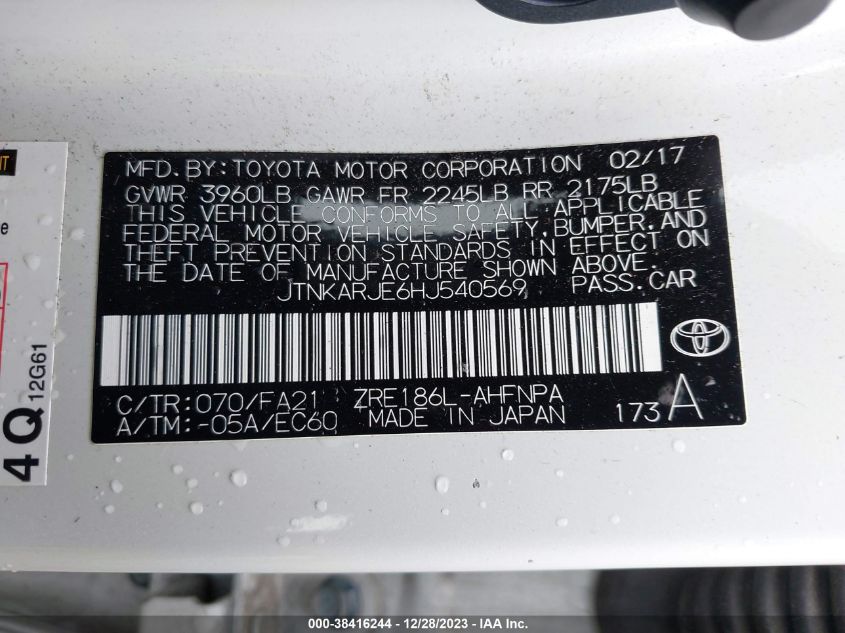 MFD. BY: TOYOTA MOTOR CORPORATION 02/17
GVWR 3960LB GAWR FR 2245LB RR 2175LB
THIS VEHICLE CONFORMS TO ALL APPLICABLE
FEDERAL MOTOR VEHICLE SAFETY, BUMPER, AND
THEFT PREVENTION STANDARDS IN EFFECT ON
THE DATE OF MANUFACTURE SHOWN ABOVE.
JTNKARJE6HJ540569 PASS. CAR
C/TR: 070/FA21 ZRE186L-AHFNPA
A/TM: -05A/EC60 MADE IN JAPAN
173 A
4Q 12G61
000-38416244 - 12/28/2023 - IAA Inc.